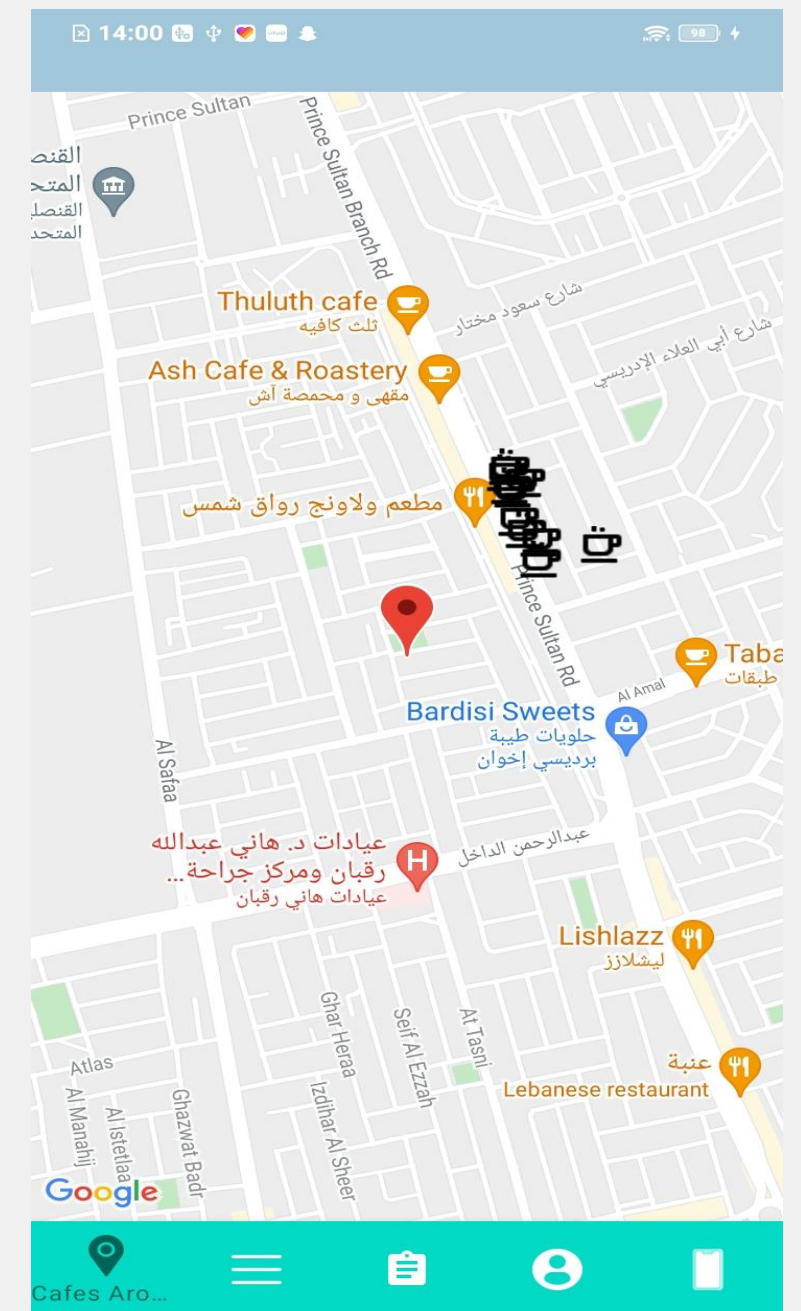 14:00
98
Prince Sultan
Prince Sultan Branch Rd
القنص
المتح
القنصل
المتحد
Thuluth cafe
ثلث كافيه
شارع سعود مختار
شارع أبي العلاء الإدريسي
Ash Cafe & Roastery
مقهى و محمصة آش
مطعم ولاونج رواق شمس
Prince Sultan Rd
Taba
طبقات
Al Amal
Bardisi Sweets
حلويات طيبة
برديسي إخوان
Al Safaa
عبدالرحمن الداخل
عيادات د. هاني عبدالله
رقبان ومركز جراحة...
عيادات هاني رقبان
H
Lishlazz
ليشلازز
Ghar Heraa
Seif Al Ezzah
At Tasni
عنبة
Lebanese restaurant
Atlas
Al Manahij
Al Istetlaa
Ghazwat Badr
Izdihar Al Sheer
Google
Cafes Aro...